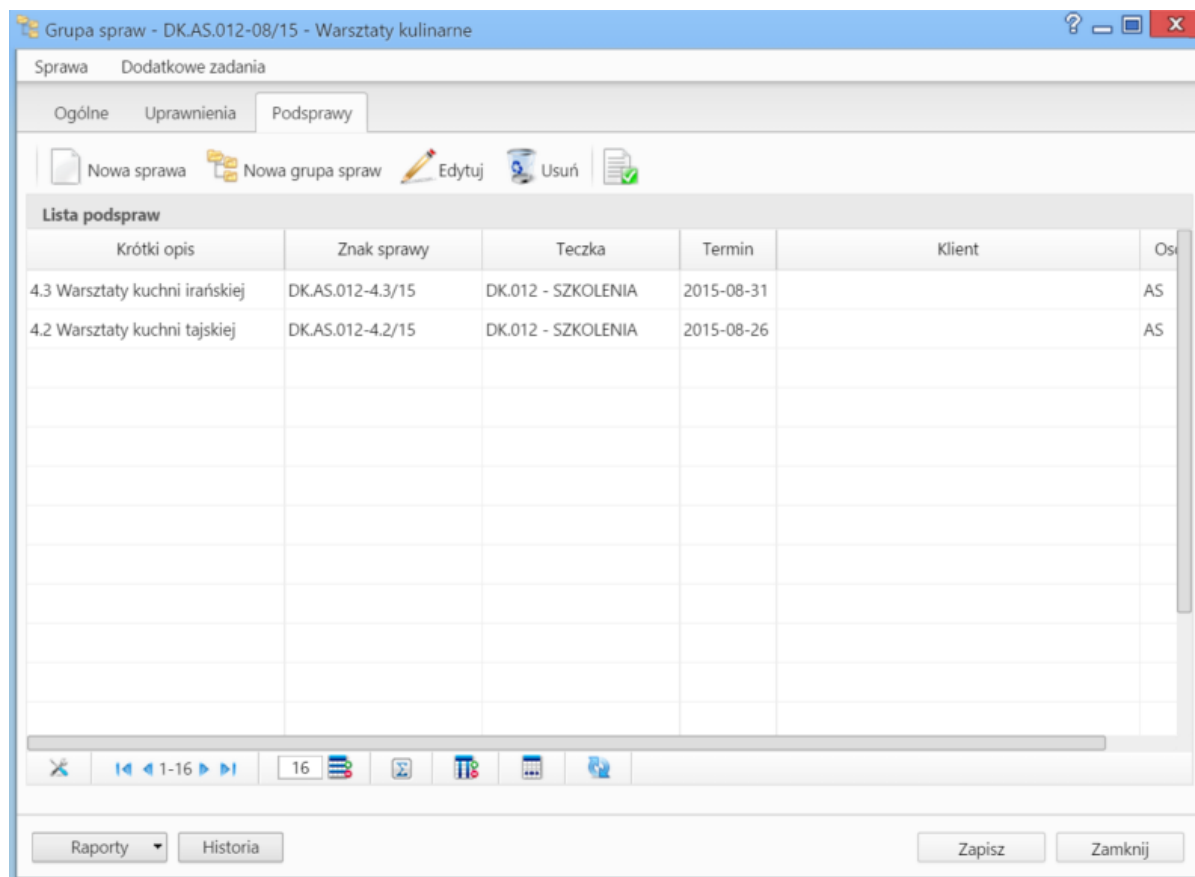 Grupa spraw - DK.AS.012-08/15 - Warsztaty kulinarne
Sprawa Dodatkowe zadania
Ogólne Uprawnienia Podsprawy
Nowa sprawa Nowa grupa spraw Edytuj Usuń
Lista podspraw
Krótki opis Znak sprawy Teczka Termin Klient Oso
4.3 Warsztaty kuchni irańskiej DK.AS.012-4.3/15 DK.012 - SZKOLENIA 2015-08-31 AS
4.2 Warsztaty kuchni tajskiej DK.AS.012-4.2/15 DK.012 - SZKOLENIA 2015-08-26 AS
1-16 16
Raporty Historia Zapisz Zamknij